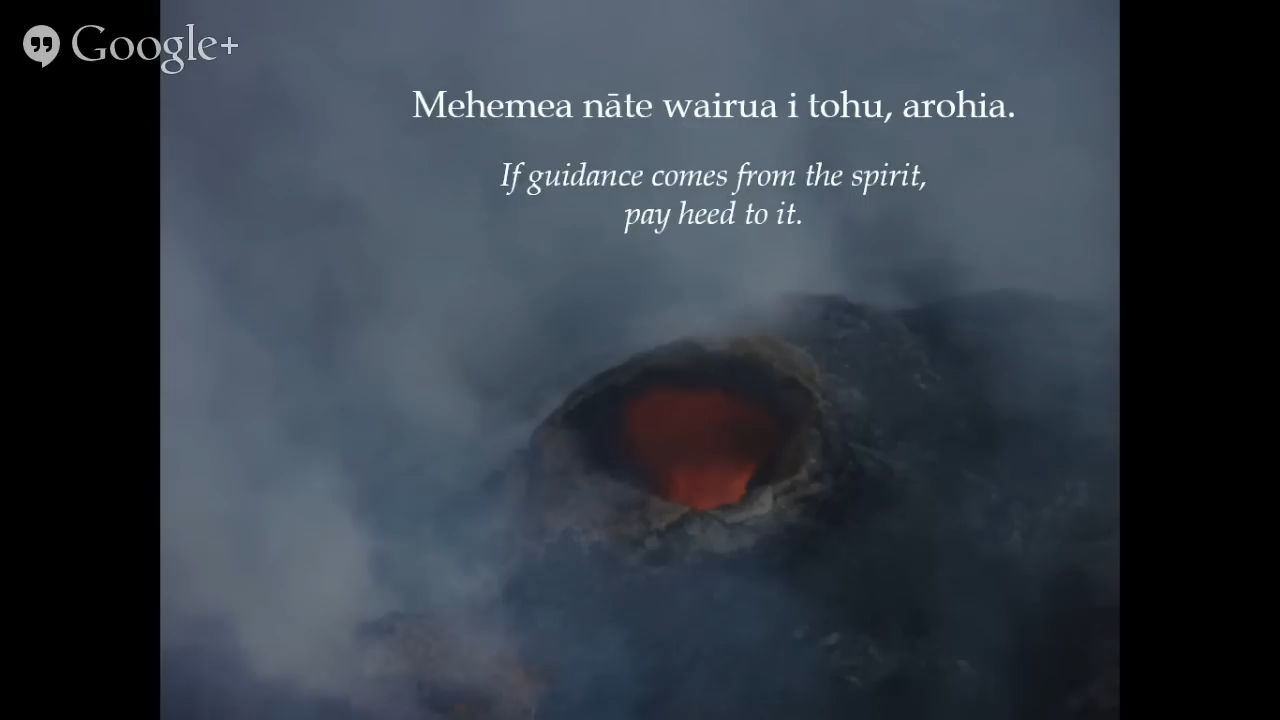 Google+
Mehemea nāte wairua i tohu, arohia.
If guidance comes from the spirit,
pay heed to it.